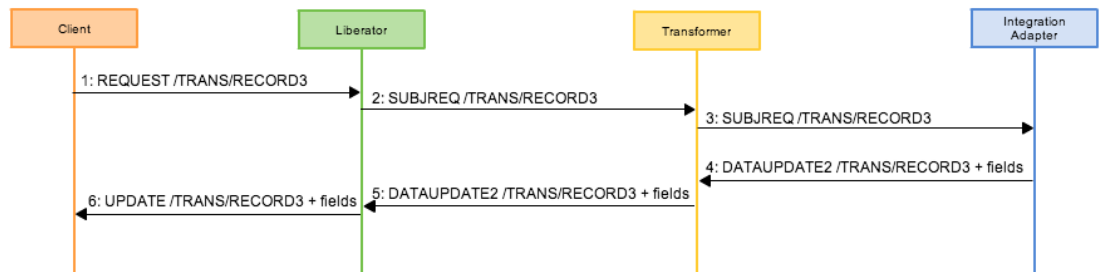 Client
Liberator
Transformer
Integration
Adapter
1: REQUEST /TRANS/RECORD3
2: SUBJREQ /TRANS/RECORD3
3: SUBJREQ /TRANS/RECORD3
4: DATAUPDATE2 /TRANS/RECORD3 + fields
5: DATAUPDATE2 /TRANS/RECORD3 + fields
6: UPDATE /TRANS/RECORD3 + fields